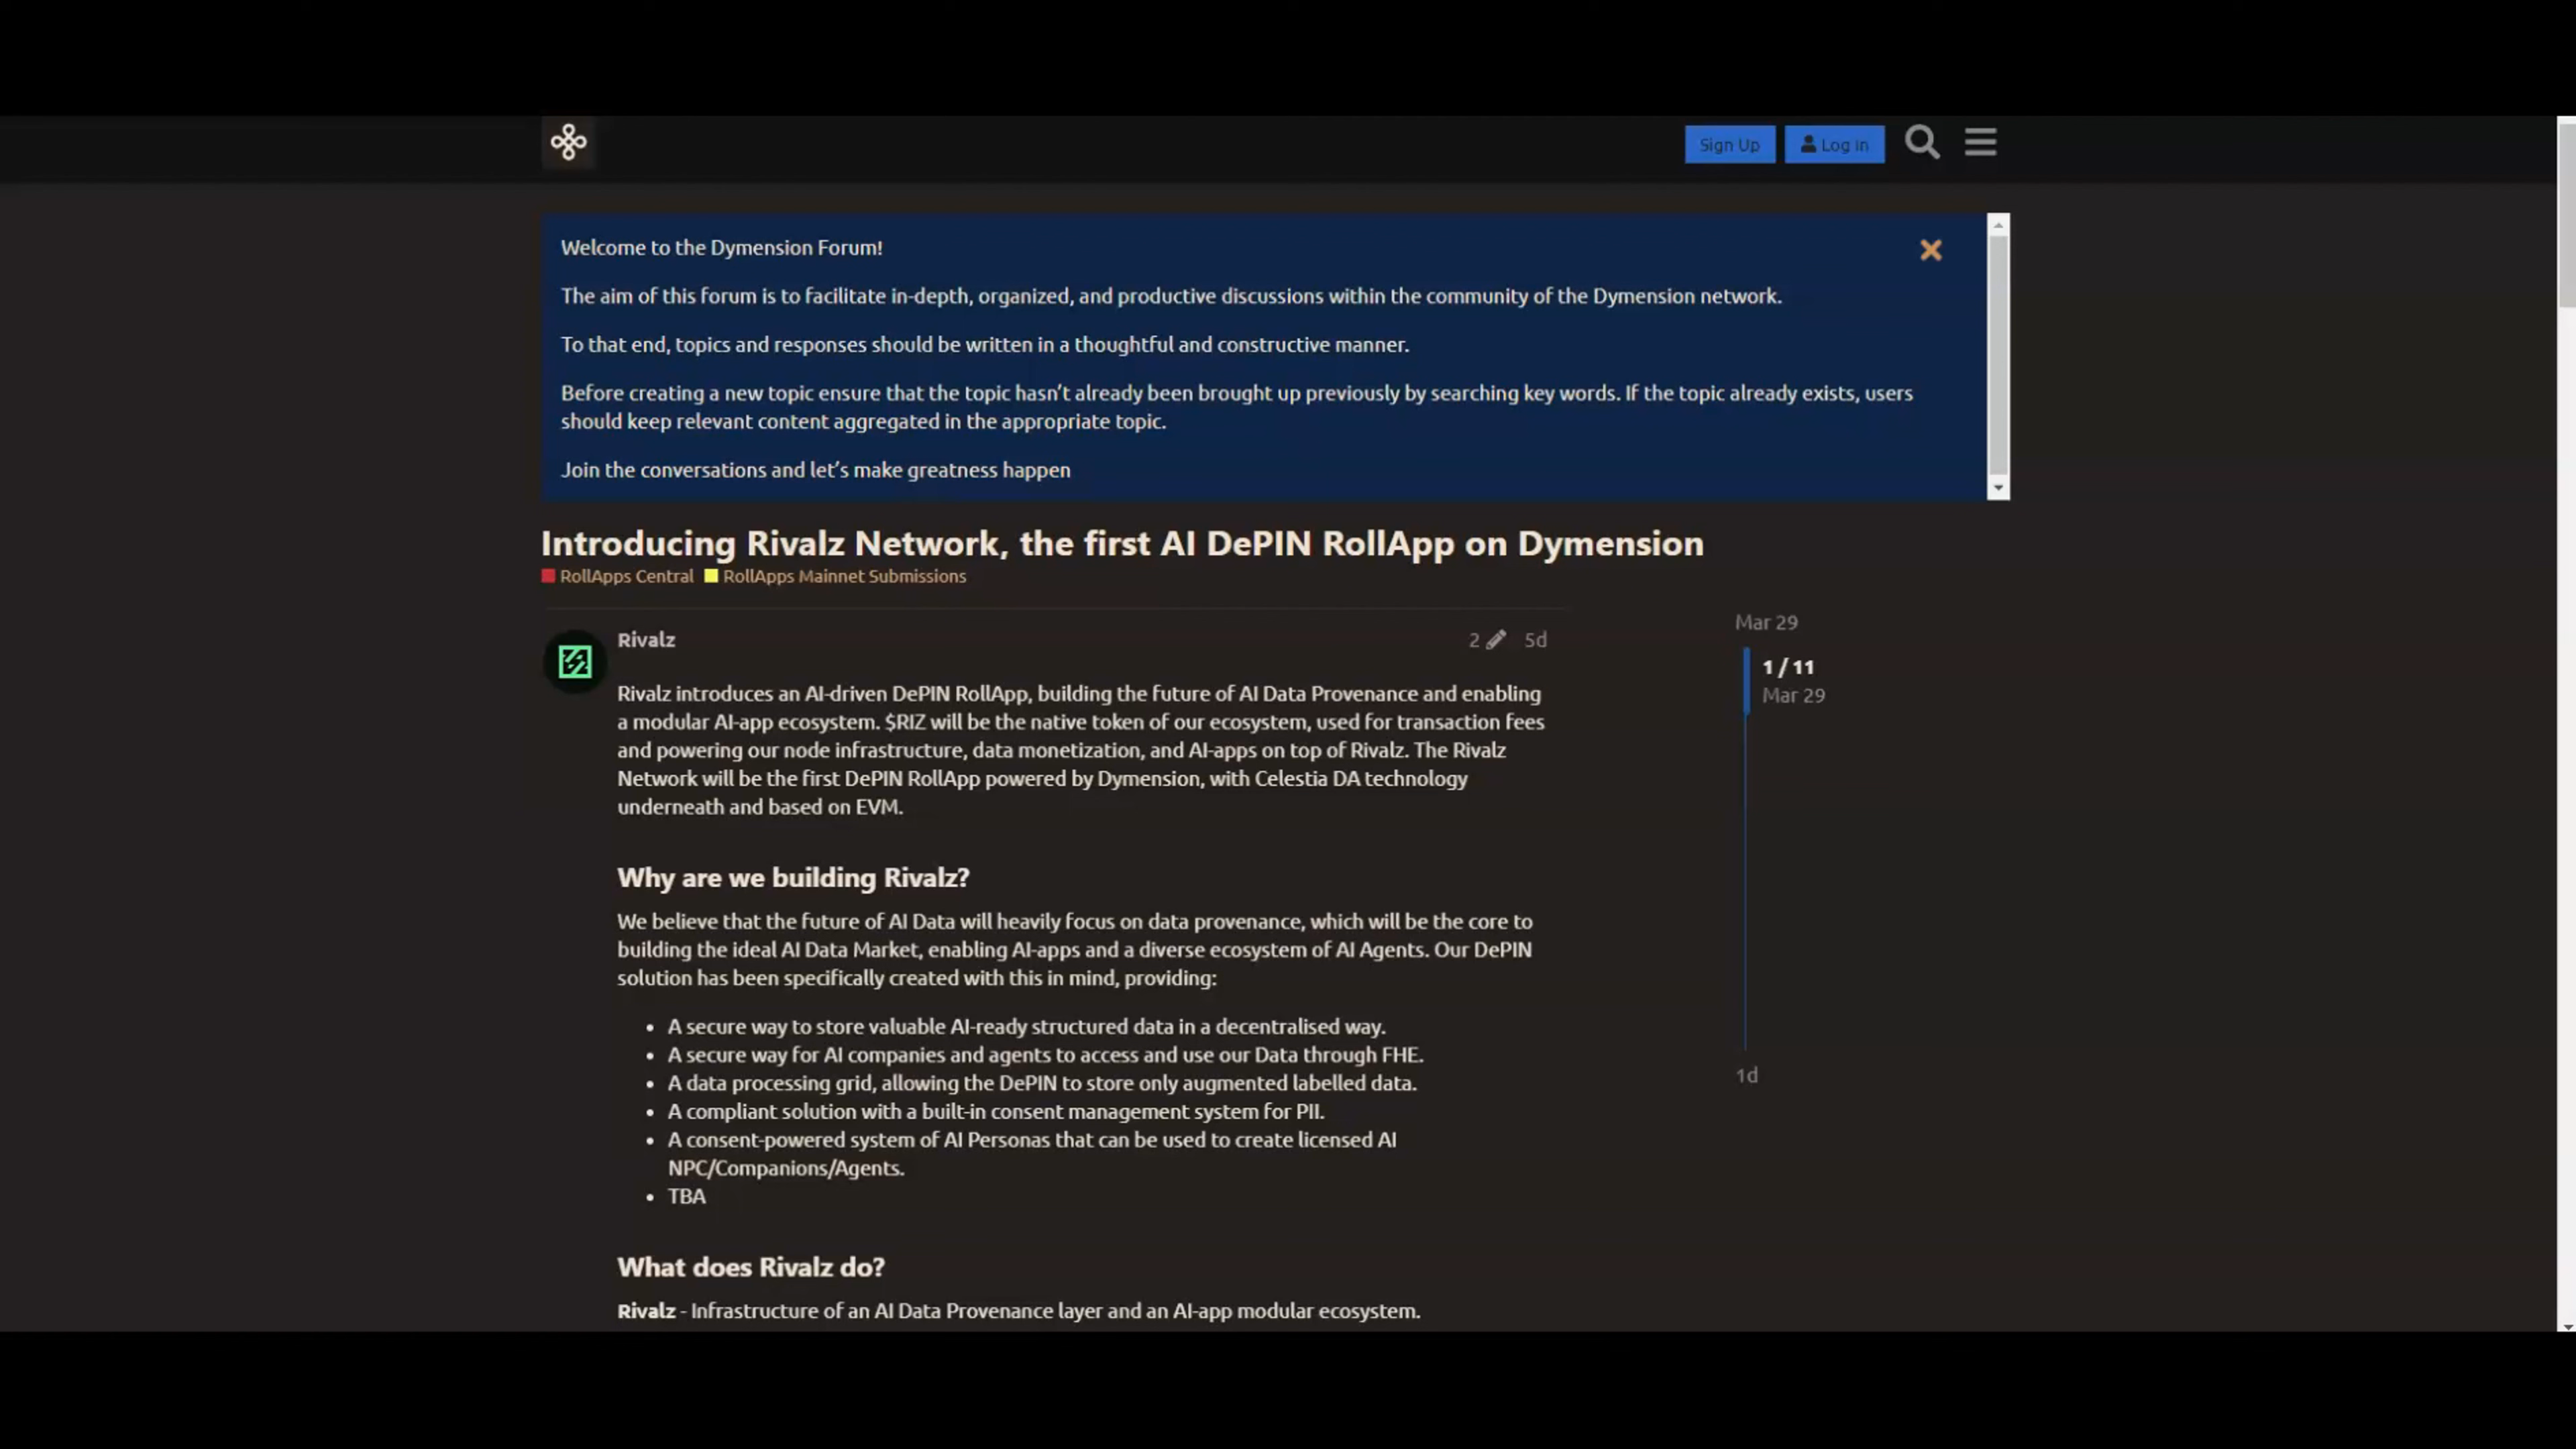 Sign Up
Log in
Welcome to the Dymension Forum!
The aim of this forum is to facilitate in-depth, organized, and productive discussions within the community of the Dymension network.
To that end, topics and responses should be written in a thoughtful and constructive manner.
Before creating a new topic ensure that the topic hasn’t already been brought up previously by searching key words. If the topic already exists, users
should keep relevant content aggregated in the appropriate topic.
Join the conversations and let’s make greatness happen
Introducing Rivalz Network, the first AI DePIN RollApp on Dymension
RollApps Central RollApps Mainnet Submissions
Rivalz
2
5d
Rivalz introduces an AI-driven DePIN RollApp, building the future of AI Data Provenance and enabling
a modular AI-app ecosystem. $RIZ will be the native token of our ecosystem, used for transaction fees
and powering our node infrastructure, data monetization, and AI-apps on top of Rivalz. The Rivalz
Network will be the first DePIN RollApp powered by Dymension, with Celestia DA technology
underneath and based on EVM.
Why are we building Rivalz?
We believe that the future of AI Data will heavily focus on data provenance, which will be the core to
building the ideal AI Data Market, enabling AI-apps and a diverse ecosystem of AI Agents. Our DePIN
solution has been specifically created with this in mind, providing:
• A secure way to store valuable AI-ready structured data in a decentralised way.
• A secure way for AI companies and agents to access and use our Data through FHE.
• A data processing grid, allowing the DePIN to store only augmented labelled data.
• A compliant solution with a built-in consent management system for PII.
• A consent-powered system of AI Personas that can be used to create licensed AI
NPC/Companions/Agents.
• TBA
What does Rivalz do?
Rivalz - Infrastructure of an AI Data Provenance layer and an AI-app modular ecosystem.
Mar 29
1 / 11
Mar 29
1d